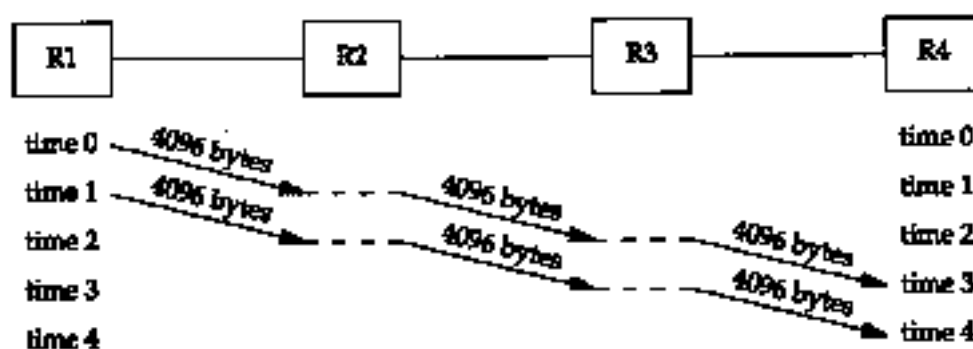 R1 R2 R3 R4
time 0 4096 bytes time 0
time 1 4096 bytes 4096 bytes time 1
time 2 4096 bytes 4096 bytes time 2
time 3 4096 bytes time 3
time 4 time 4